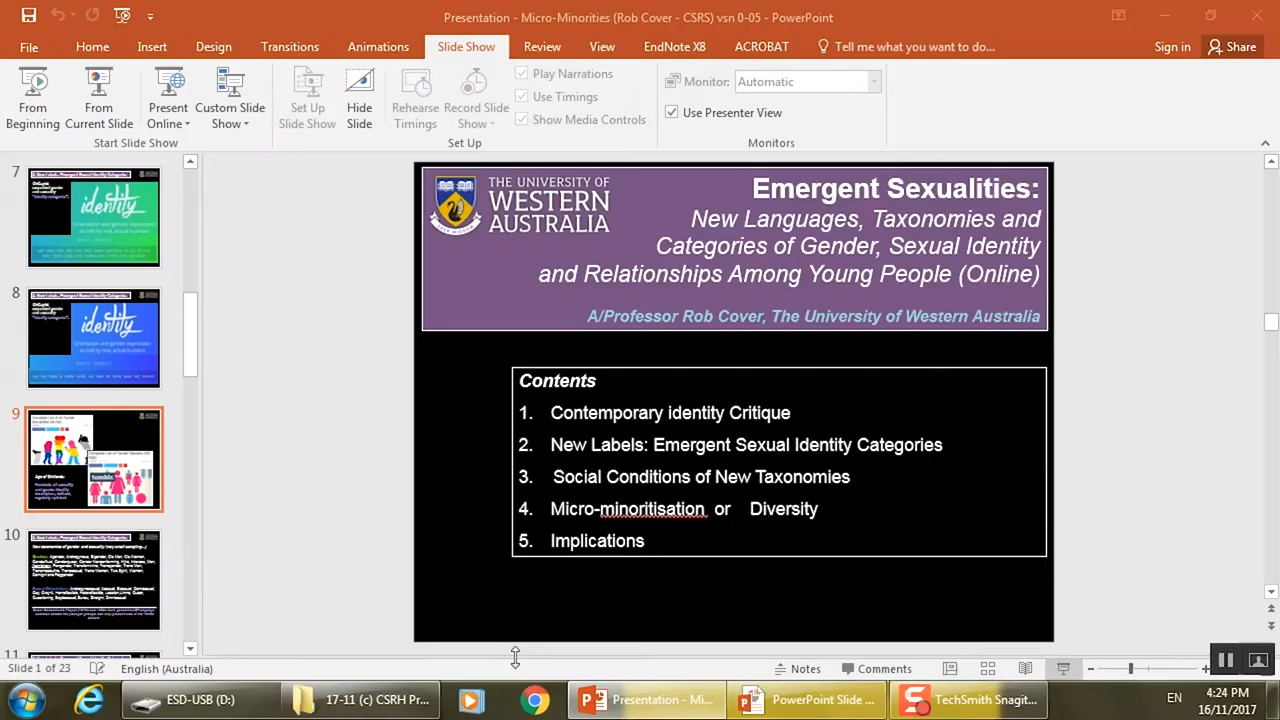 Presentation - Micro-Minorities (Rob Cover - CSRS) vsn 0-05 - PowerPoint
File Home Insert Design Transitions Animations Slide Show Review View EndNote X8 ACROBAT Tell me what you want to do... Sign in Share
From Beginning
From Current Slide
Present Online
Custom Slide Show
Start Slide Show
Set Up Slide Show
Hide Slide
Rehearse Timings
Record Slide Show
Play Narrations
Use Timings
Show Media Controls
Set Up
Monitor: Automatic
Use Presenter View
Monitors
7
identity
8
identity
9
tumblr
10
11
THE UNIVERSITY OF
WESTERN
AUSTRALIA
Emergent Sexualities:
New Languages, Taxonomies and
Categories of Gender, Sexual Identity
and Relationships Among Young People (Online)
A/Professor Rob Cover, The University of Western Australia
Contents
1. Contemporary identity Critique
2. New Labels: Emergent Sexual Identity Categories
3. Social Conditions of New Taxonomies
4. Micro-minoritisation or Diversity
5. Implications
Slide 1 of 23 English (Australia) Notes Comments
ESD-USB (D:) 17-11 (c) CSRH Pr... Presentation - Mi... PowerPoint Slide ... TechSmith Snagit... EN 4:24 PM
16/11/2017